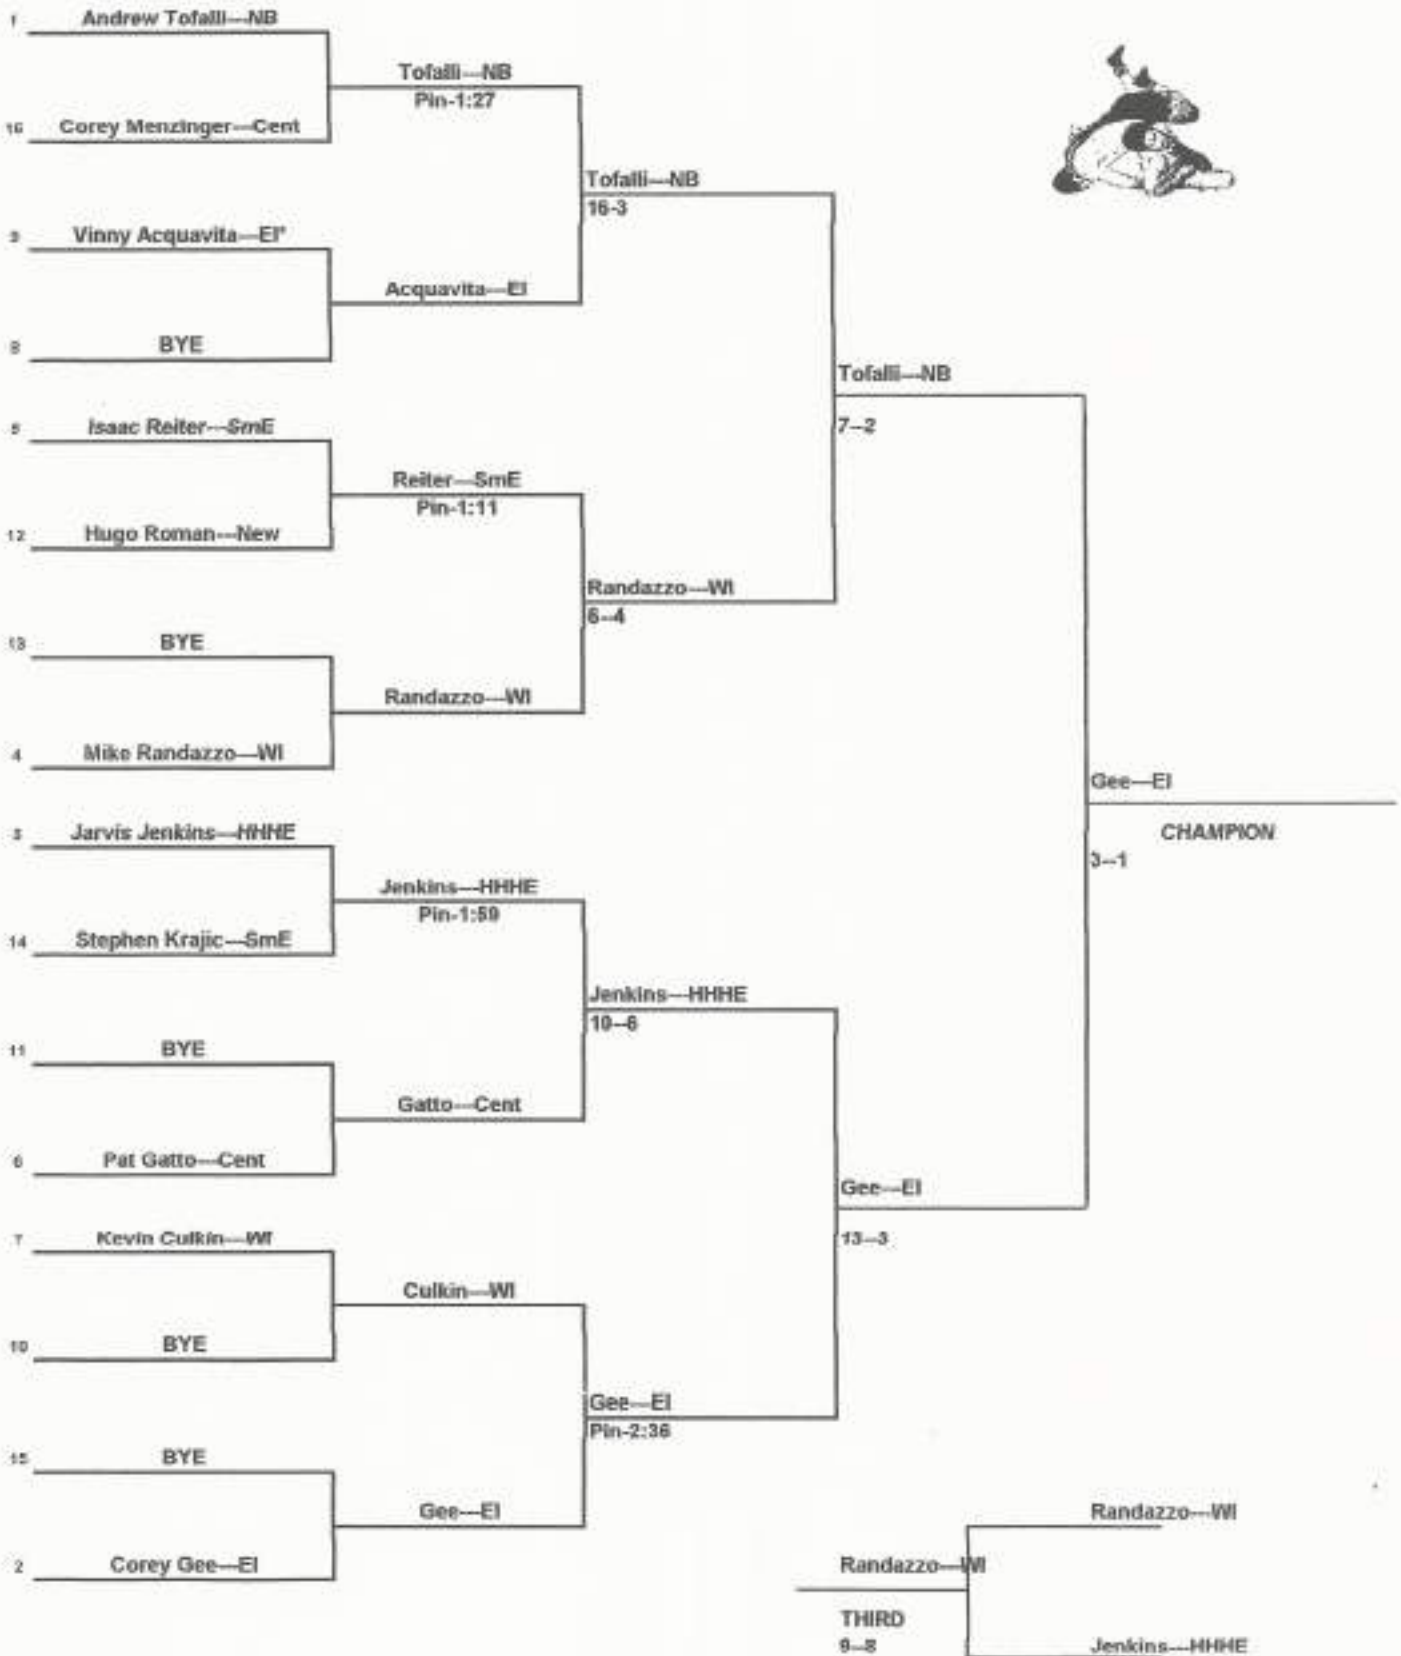 1 Andrew Tofalli---NB
Tofalli---NB
Pin-1:27
16 Corey Menzinger---Cent
Tofalli---NB
16-3
9 Vinny Acquavita---EI*
Acquavita---EI
8 BYE
Tofalli---NB
7--2
5 Isaac Reiter---SmE
Reiter---SmE
Pin-1:11
12 Hugo Roman---New
Randazzo---WI
6--4
13 BYE
Randazzo---WI
4 Mike Randazzo---WI
Gee---EI
CHAMPION
3--1
3 Jarvis Jenkins---HHHE
Jenkins---HHHE
Pin-1:59
14 Stephen Krajic---SmE
Jenkins---HHHE
10--6
11 BYE
Gatto---Cent
6 Pat Gatto---Cent
Gee---EI
13--3
7 Kevin Culkin---WI
Culkin---WI
10 BYE
Gee---EI
Pin-2:36
15 BYE
Gee---EI
2 Corey Gee---EI
Randazzo---WI
Randazzo---WI
THIRD
9--8
Jenkins---HHHE